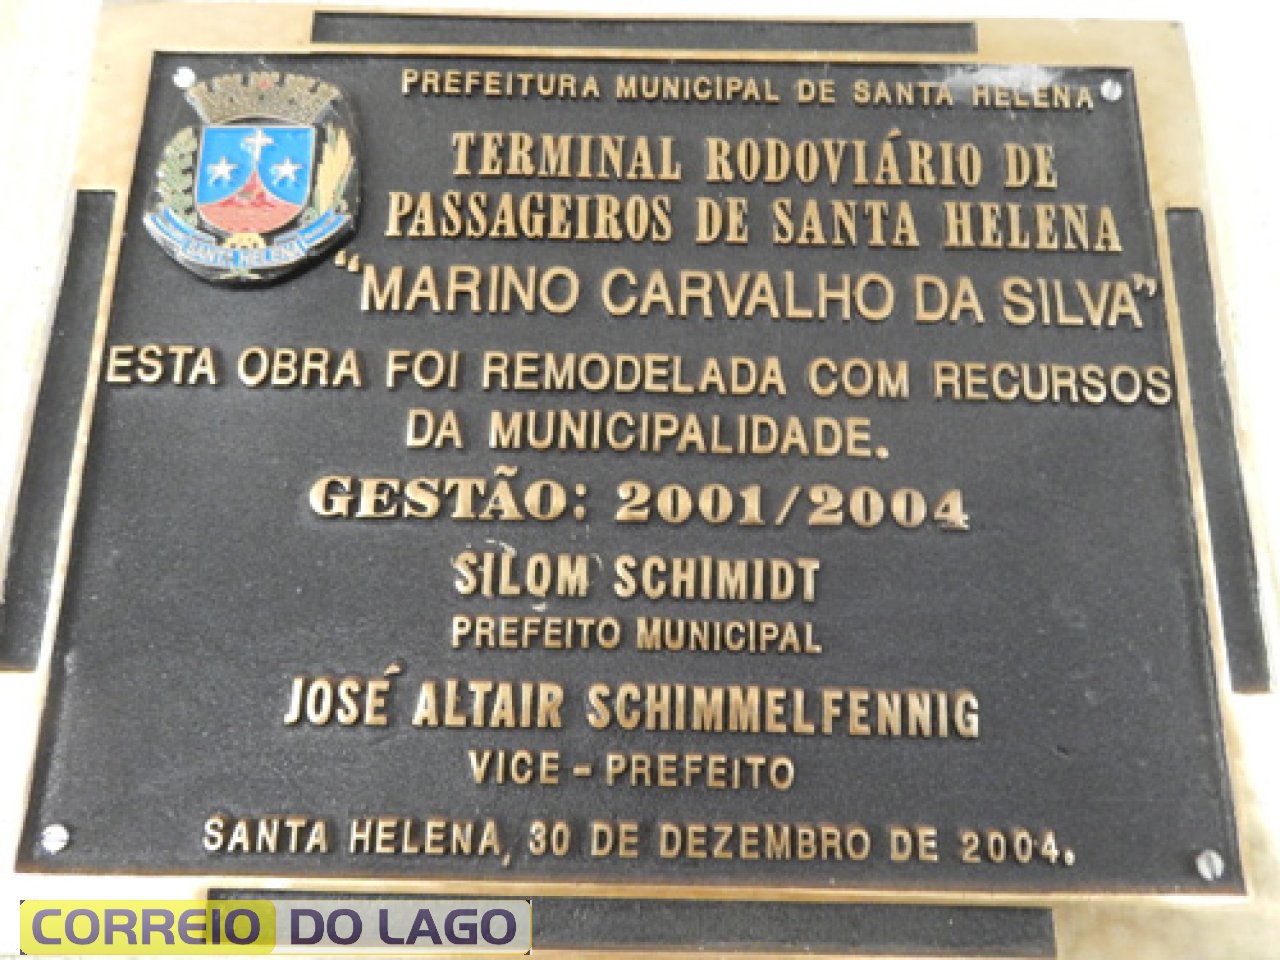 PREFEITURA MUNICIPAL DE SANTA HELENA
TERMINAL RODOVIÁRIO DE
PASSAGEIROS DE SANTA HELENA
"MARINO CARVALHO DA SILVA"
ESTA OBRA FOI REMODELADA COM RECURSOS
DA MUNICIPALIDADE.
GESTÃO: 2001/2004
SILOM SCHIMIDT
PREFEITO MUNICIPAL
JOSÉ ALTAIR SCHIMMELFENNIG
VICE - PREFEITO
SANTA HELENA, 30 DE DEZEMBRO DE 2004.
SANTA HELENA
CORREIO DO LAGO